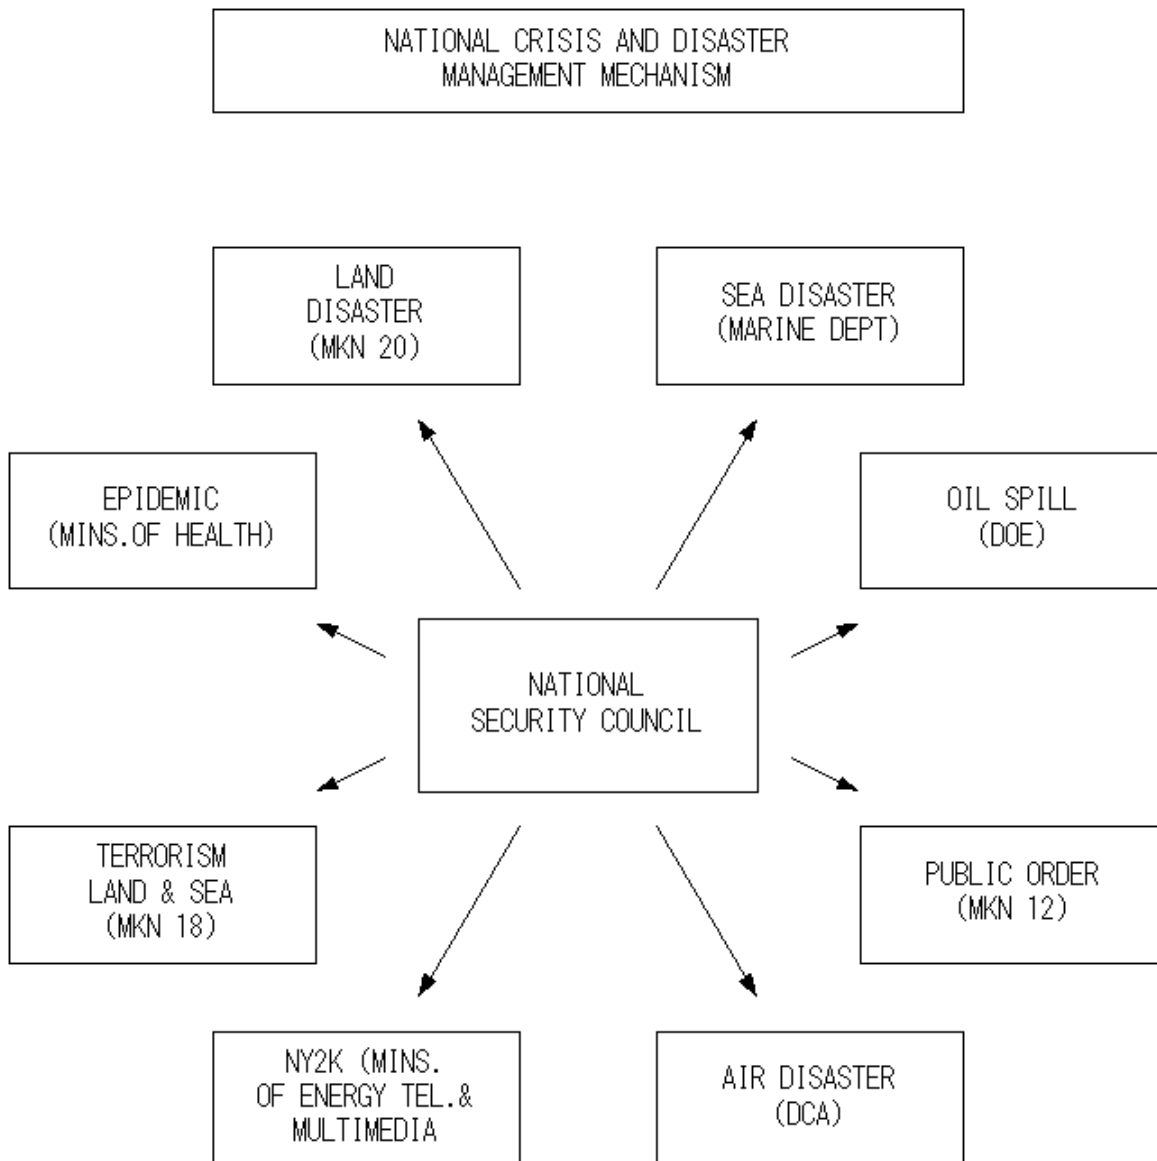 NATIONAL CRISIS AND DISASTER
MANAGEMENT MECHANISM
LAND
DISASTER
(MKN 20)
SEA DISASTER
(MARINE DEPT)
EPIDEMIC
(MINS.OF HEALTH)
OIL SPILL
(DOE)
NATIONAL
SECURITY COUNCIL
TERRORISM
LAND & SEA
(MKN 18)
PUBLIC ORDER
(MKN 12)
NY2K (MINS.
OF ENERGY TEL.&
MULTIMEDIA
AIR DISASTER
(DCA)